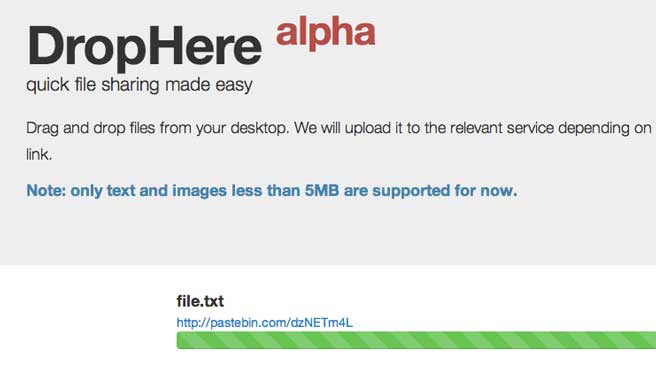 DropHere alpha
quick file sharing made easy
Drag and drop files from your desktop. We will upload it to the relevant service depending on
link.
Note: only text and images less than 5MB are supported for now.
file.txt
http://pastebin.com/dzNETm4L